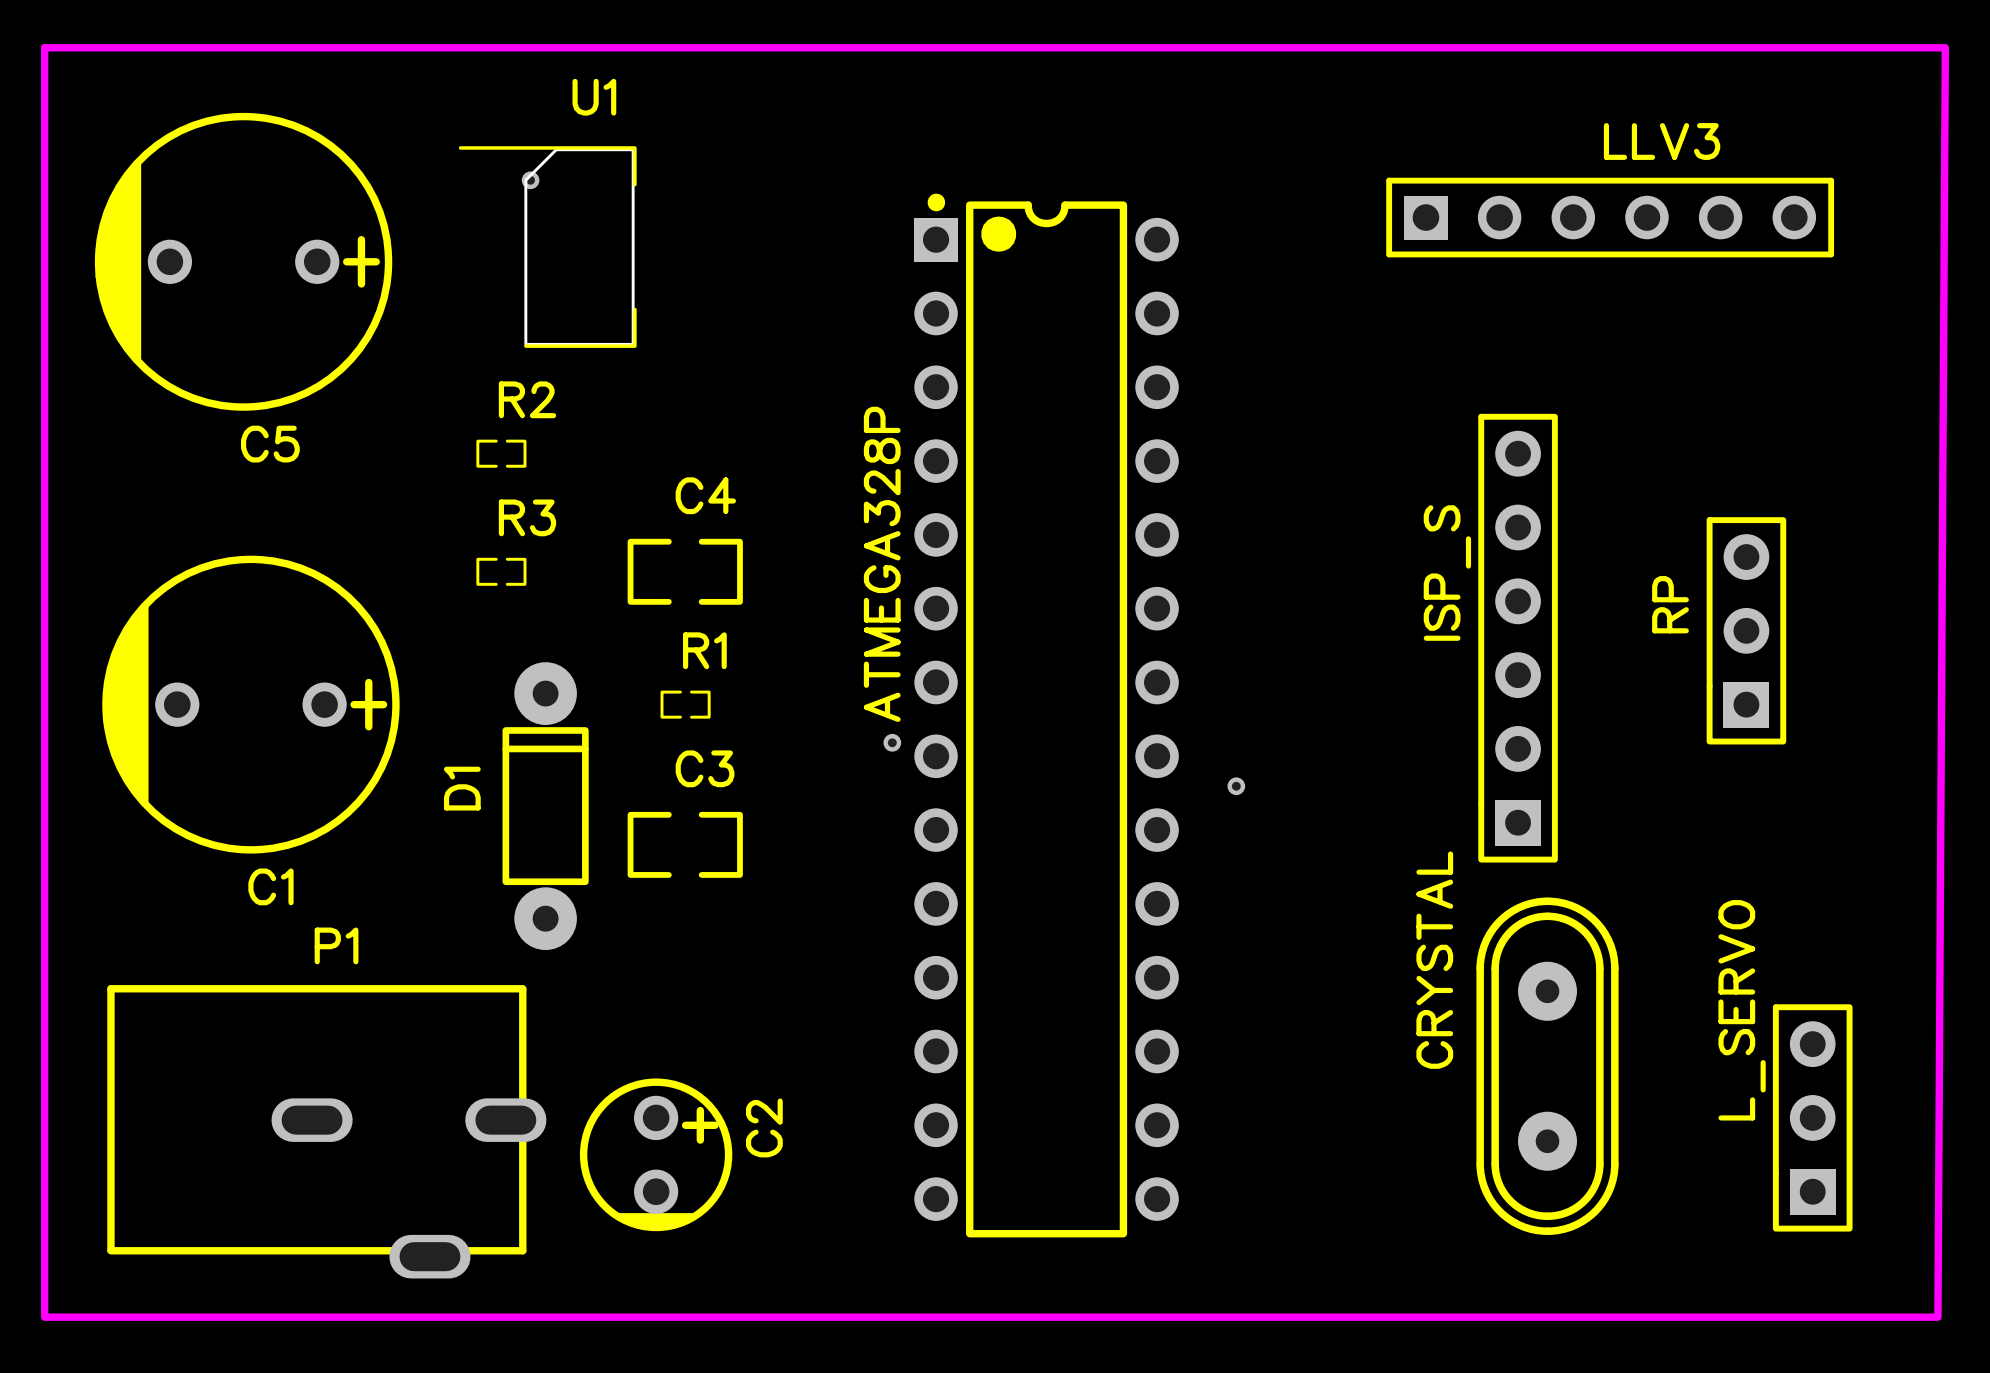 U1
LLV3
R2
C5
C4
R3
ATMEGA328P
ISP_S
RP
R1
C3
D1
C1
CRYSTAL
L_SERVO
P1
C2